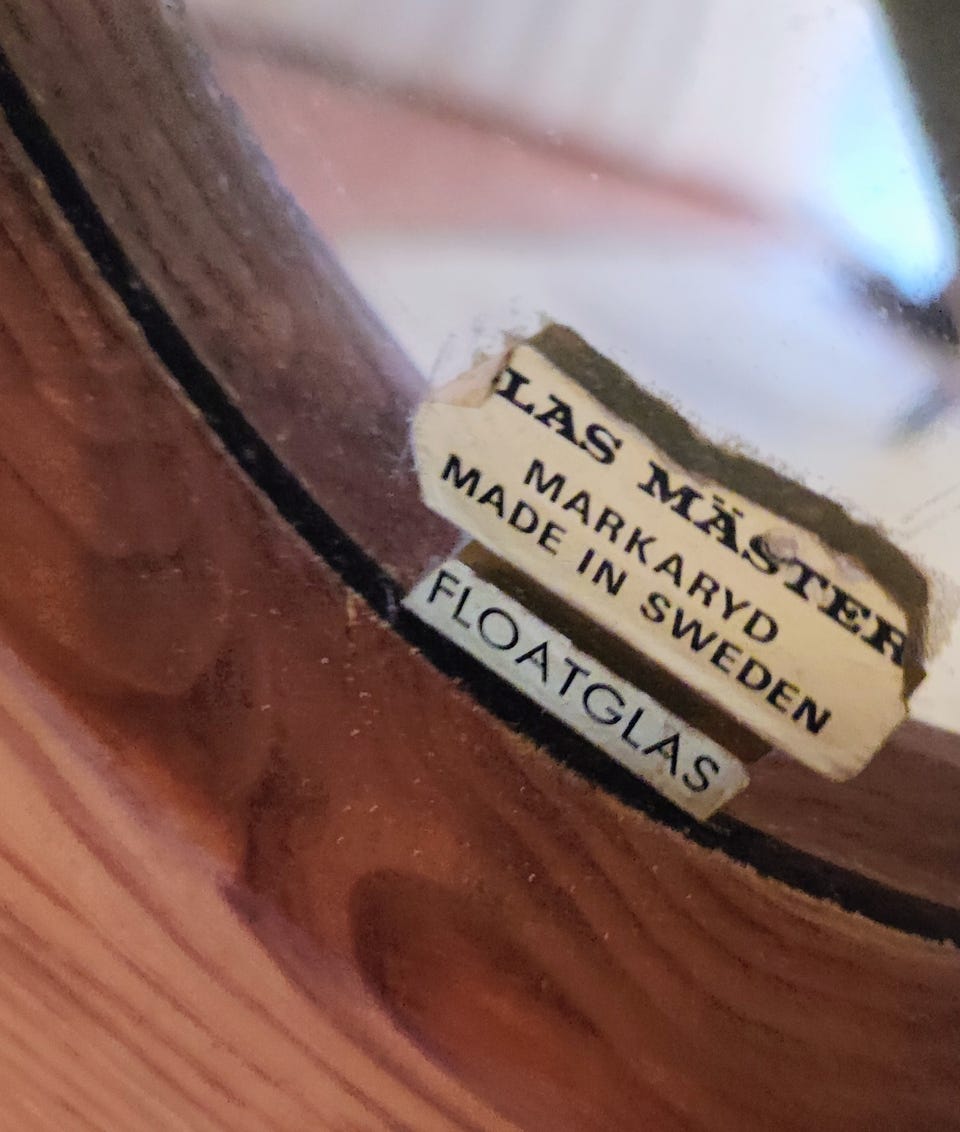 LAS MÄSTER
MARKARYD
MADE IN SWEDEN
FLOATGLAS